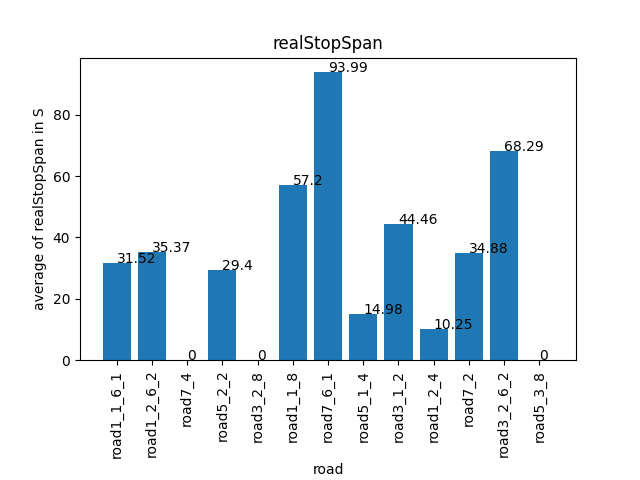 realStopSpan
average of realStopSpan in S
80
60
40
20
0
31.52
35.37
0
29.4
0
57.2
93.99
14.98
44.46
10.25
34.88
68.29
0
road1_1_6_1
road1_2_6_2
road7_4
road5_2_2
road3_2_8
road1_1_8
road7_6_1
road5_1_4
road3_1_2
road1_2_4
road7_2
road3_2_6_2
road5_3_8
road